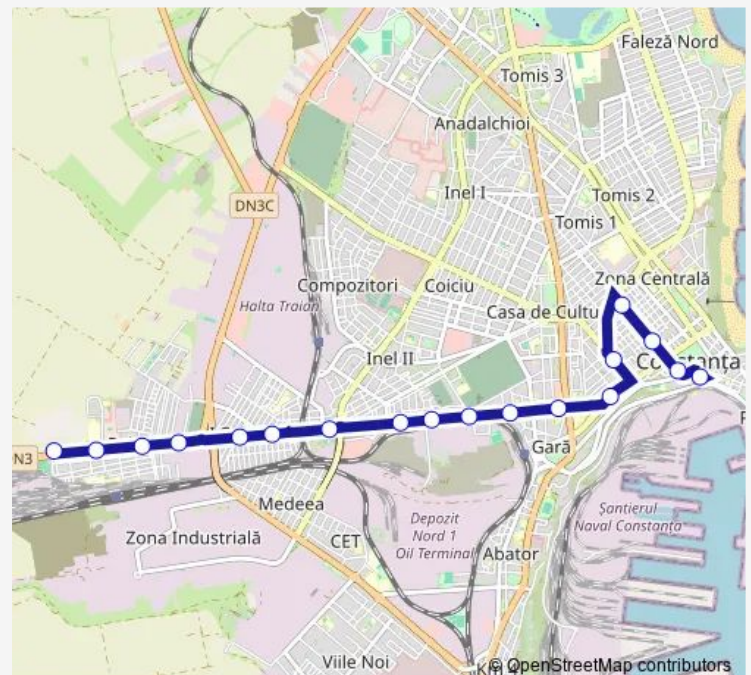 Faleză Nord
Tomis 3
Anadalchioi
Inel I
DN3C
Tomis 2
Tomis 1
Zona Centrală
Compozitori
Coiciu
Halta Traian
Casa de Cultu
Inel II
Constanța
N3
Gară
Medeea
Șantierul
Naval Constanța
Zona Industrială
CET
Depozit
Nord 1
Oil Terminal
Abator
Viile Noi
© OpenStreetMap contributors